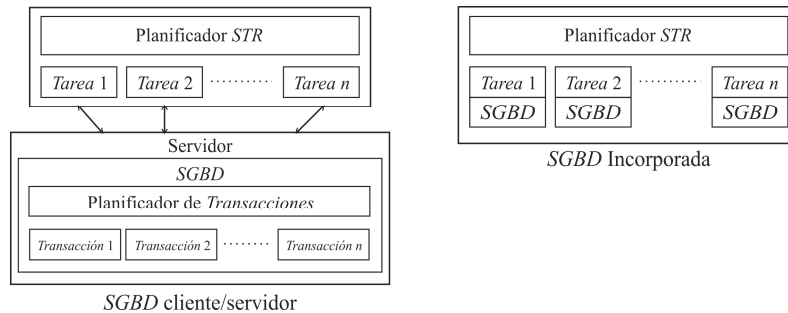 Planificador STR
Tarea 1 Tarea 2 ......... Tarea n
Servidor
SGBD
Planificador de Transacciones
Transacción 1 Transacción 2 ........ Transacción n
SGBD cliente/servidor
Planificador STR
Tarea 1 Tarea 2 ......... Tarea n
SGBD SGBD SGBD
SGBD Incorporada